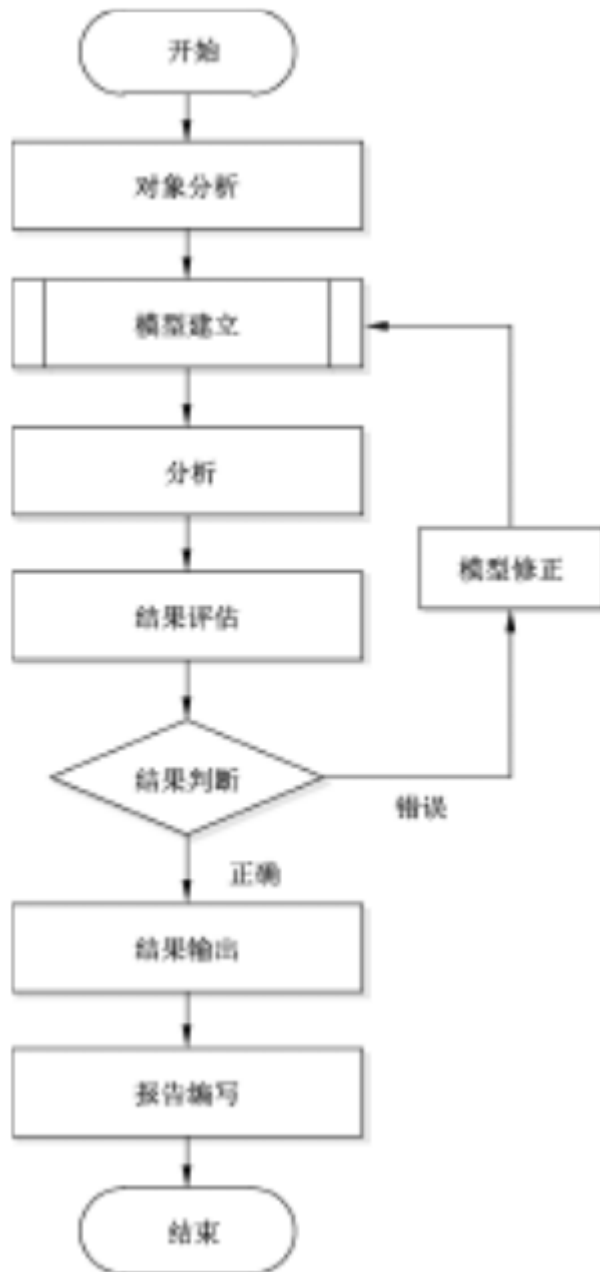 开始
对象分析
模型建立
分析
模型修正
结果评估
结果判断
错误
正确
结果输出
报告编写
结束